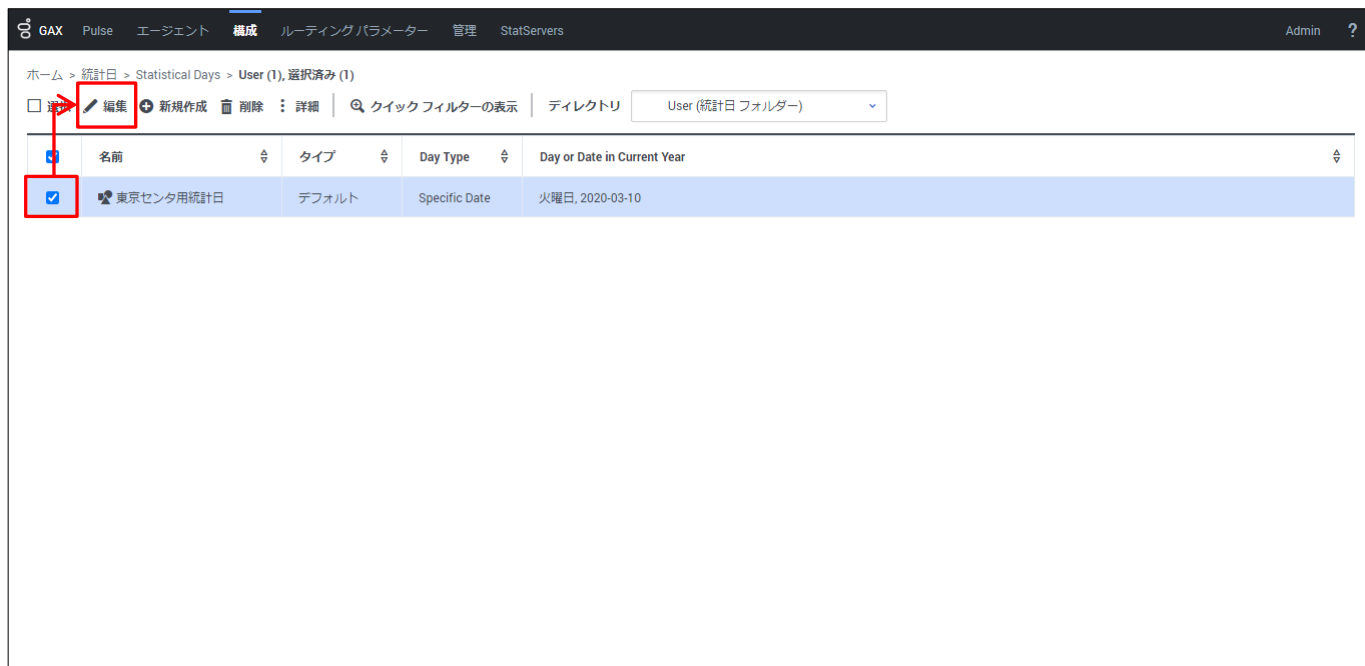 GAX Pulse エージェント 構成 ルーティング パラメーター 管理 StatServers Admin ?
ホーム > 統計日 > Statistical Days > User (1), 選択済み (1)
選択 編集 新規作成 削除 詳細 クイック フィルターの表示 ディレクトリ User (統計日 フォルダー)
名前 タイプ Day Type Day or Date in Current Year
東京センタ用統計日 デフォルト Specific Date 火曜日, 2020-03-10